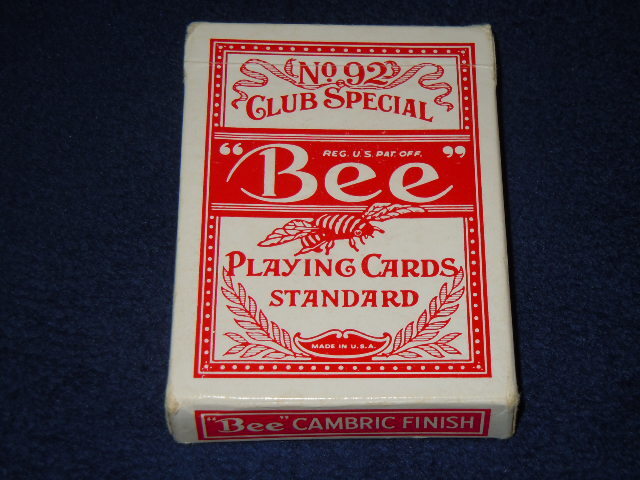 No. 92
CLUB SPECIAL
REG. U.S. PAT. OFF.
"Bee"
PLAYING CARDS
STANDARD
MADE IN U.S.A.
"Bee" CAMBRIC FINISH